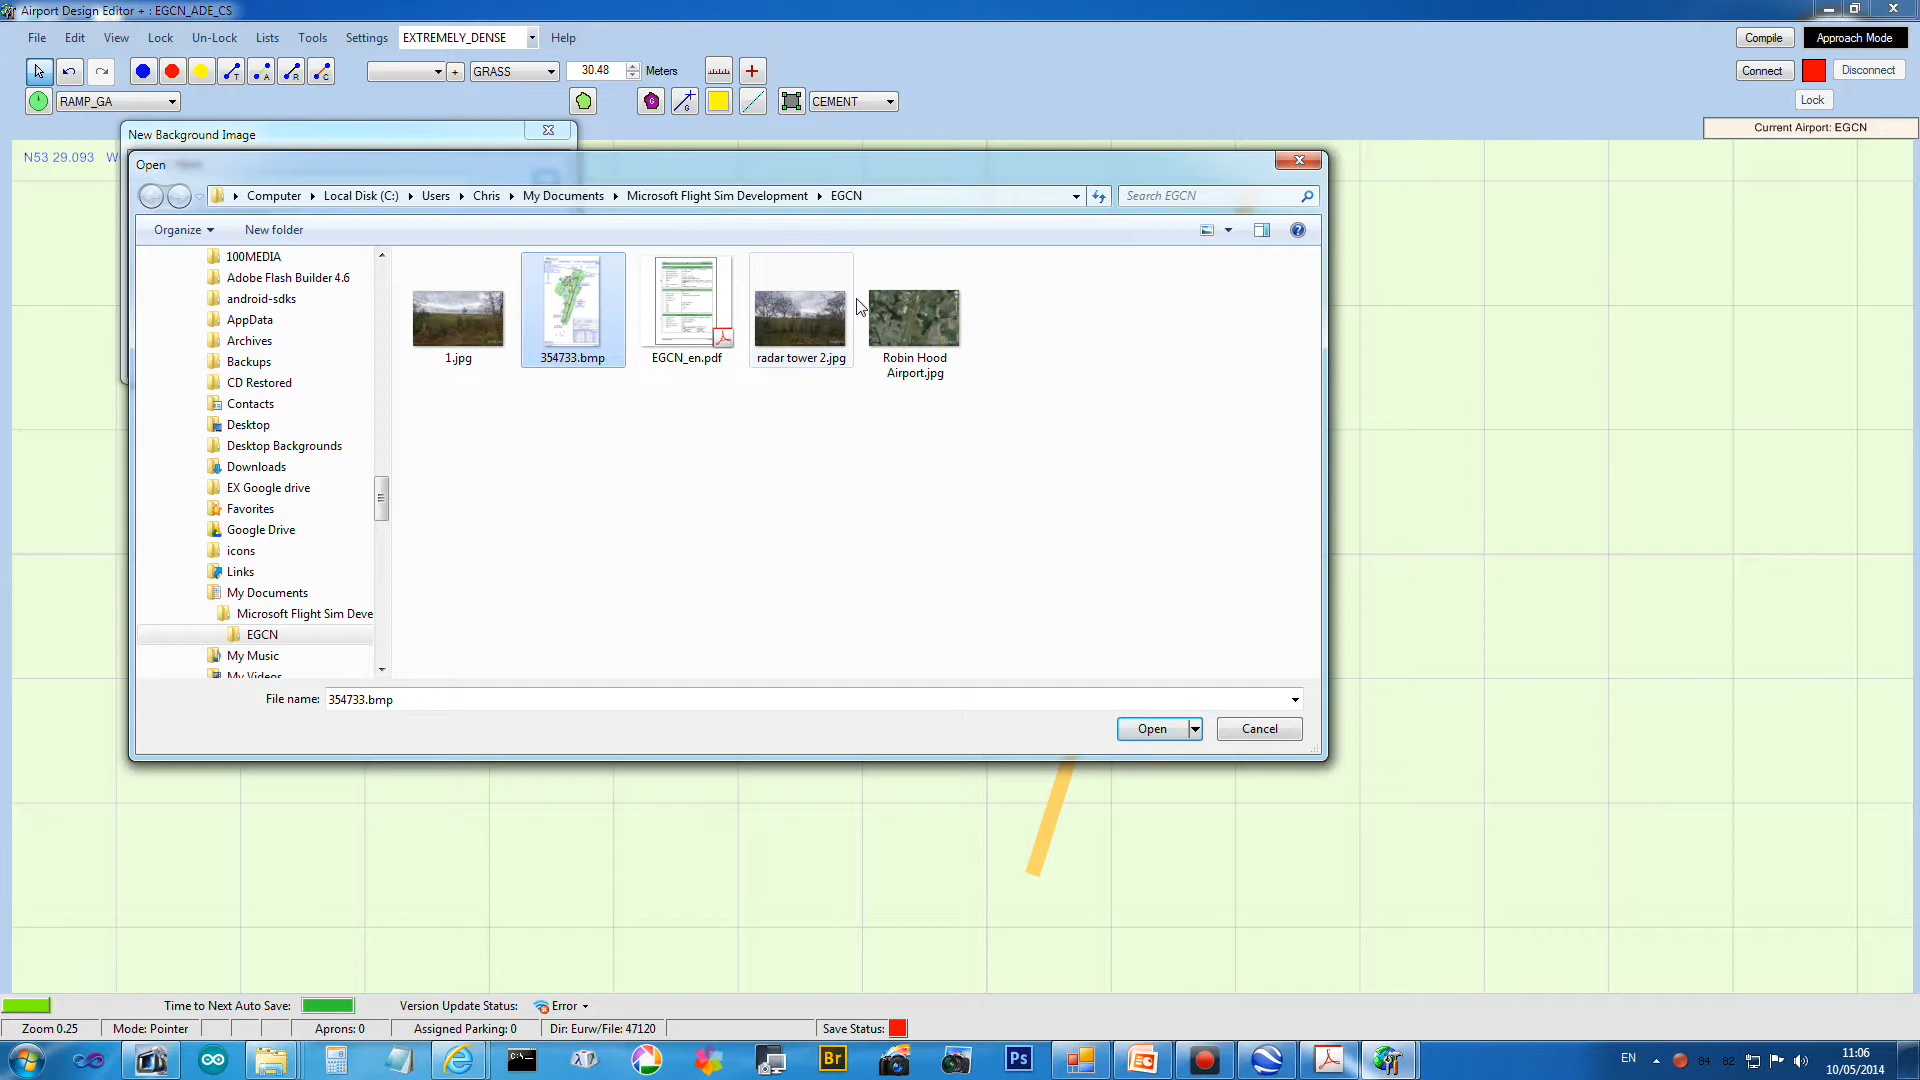 Airport Design Editor + : EGCN_ADE_CS
File Edit View Lock Un-Lock Lists Tools Settings EXTREMELY_DENSE Help
Compile Approach Mode
GRASS 30.48 Meters
Connect Disconnect
RAMP_GA CEMENT
Lock
Current Airport: EGCN
New Background Image
N53 29.093
Open
Computer Local Disk (C:) Users Chris My Documents Microsoft Flight Sim Development EGCN Search EGCN
Organize New folder
100MEDIA
Adobe Flash Builder 4.6
android-sdks
AppData
Archives
Backups
CD Restored
Contacts
Desktop
Desktop Backgrounds
Downloads
EX Google drive
Favorites
Google Drive
icons
Links
My Documents
Microsoft Flight Sim Deve
EGCN
My Music
My Videos
1.jpg 354733.bmp EGCN_en.pdf radar tower 2.jpg Robin Hood
Airport.jpg
File name: 354733.bmp
Open Cancel
Time to Next Auto Save: Version Update Status: Error
Zoom 0.25 Mode: Pointer Aprons: 0 Assigned Parking: 0 Dir: Eurw/File: 47120 Save Status:
Br Ps
EN 84 82 11:06
10/05/2014